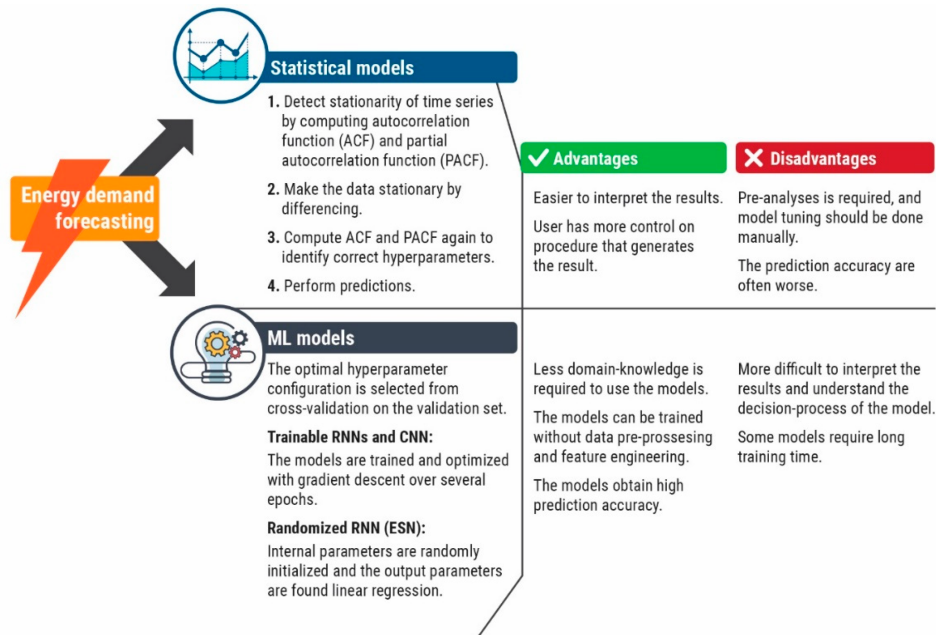 Energy demand
forecasting
Statistical models
1. Detect stationarity of time series
by computing autocorrelation
function (ACF) and partial
autocorrelation function (PACF).
2. Make the data stationary by
differencing.
3. Compute ACF and PACF again to
identify correct hyperparameters.
4. Perform predictions.
Advantages
Easier to interpret the results.
User has more control on
procedure that generates
the result.
Disadvantages
Pre-analyses is required, and
model tuning should be done
manually.
The prediction accuracy are
often worse.
ML models
The optimal hyperparameter
configuration is selected from
cross-validation on the validation set.
Trainable RNNs and CNN:
The models are trained and optimized
with gradient descent over several
epochs.
Randomized RNN (ESN):
Internal parameters are randomly
initialized and the output parameters
are found linear regression.
Less domain-knowledge is
required to use the models.
The models can be trained
without data pre-prossesing
and feature engineering.
The models obtain high
prediction accuracy.
More difficult to interpret the
results and understand the
decision-process of the model.
Some models require long
training time.